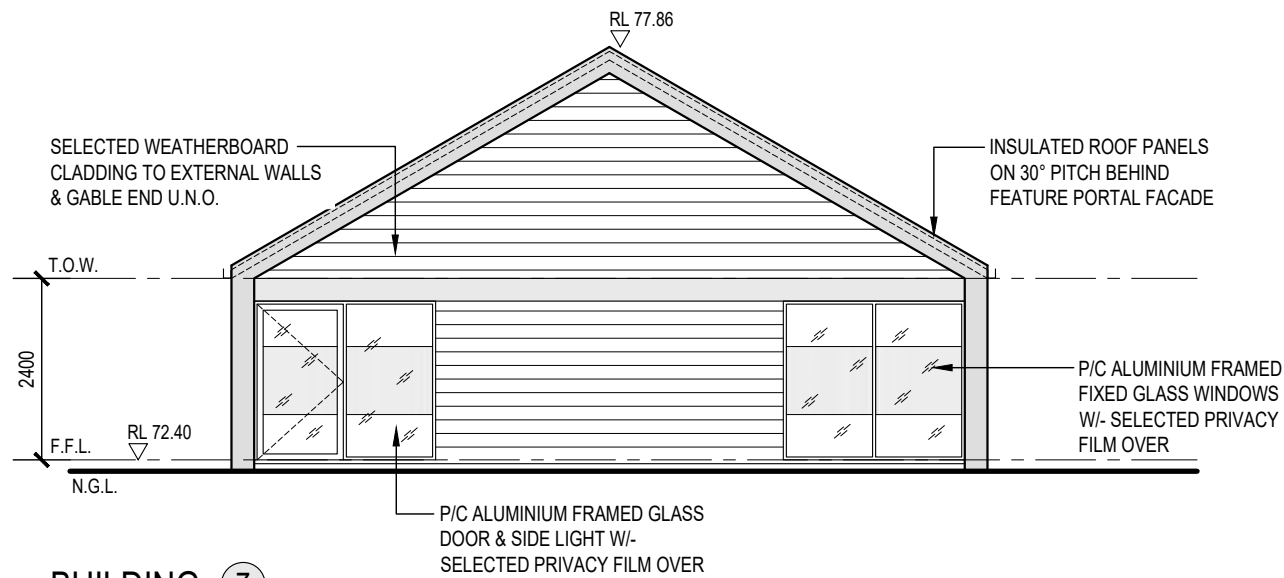 RL 77.86
SELECTED WEATHERBOARD
CLADDING TO EXTERNAL WALLS
& GABLE END U.N.O.
INSULATED ROOF PANELS
ON 30° PITCH BEHIND
FEATURE PORTAL FACADE
T.O.W.
2400
P/C ALUMINIUM FRAMED
FIXED GLASS WINDOWS
W/- SELECTED PRIVACY
FILM OVER
RL 72.40
F.F.L.
N.G.L.
P/C ALUMINIUM FRAMED GLASS
DOOR & SIDE LIGHT W/-
SELECTED PRIVACY FILM OVER
BUILDING 7